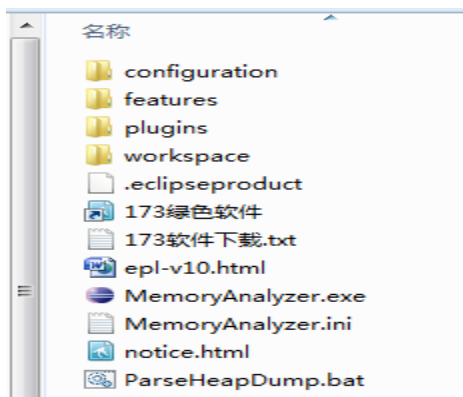 名称
configuration
features
plugins
workspace
.eclipseproduct
173绿色软件
173软件下载.txt
epl-v10.html
MemoryAnalyzer.exe
MemoryAnalyzer.ini
notice.html
ParseHeapDump.bat